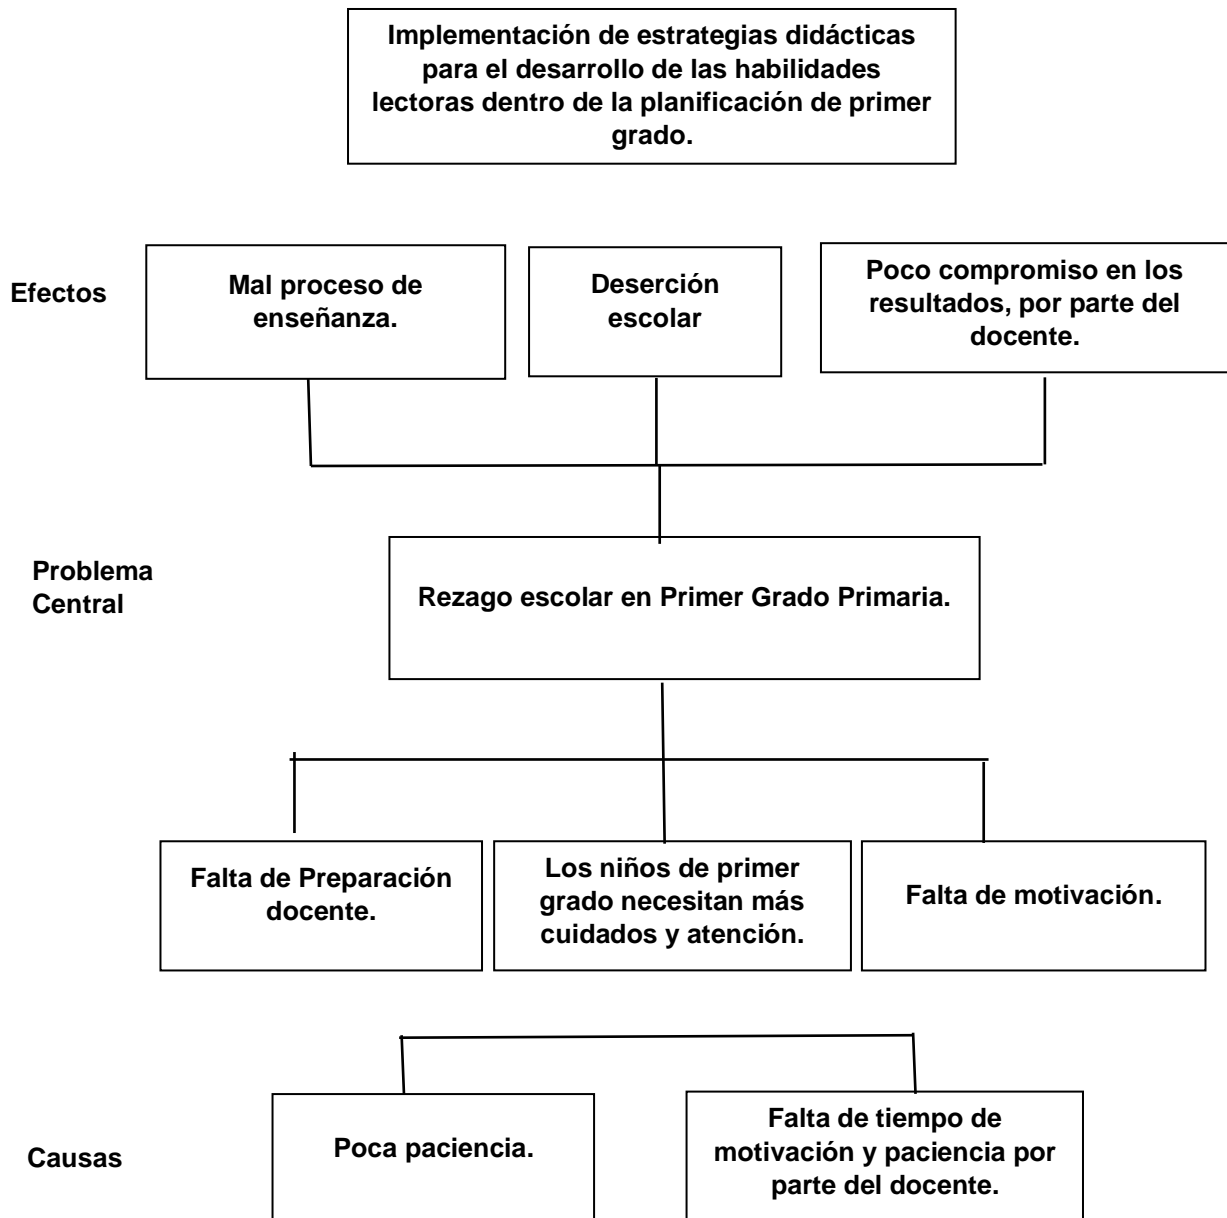 Implementación de estrategias didácticas
para el desarrollo de las habilidades
lectoras dentro de la planificación de primer
grado.
Efectos
Mal proceso de
enseñanza.
Deserción
escolar
Poco compromiso en los
resultados, por parte del
docente.
Problema
Central
Rezago escolar en Primer Grado Primaria.
Falta de Preparación
docente.
Los niños de primer
grado necesitan más
cuidados y atención.
Falta de motivación.
Causas
Poca paciencia.
Falta de tiempo de
motivación y paciencia por
parte del docente.